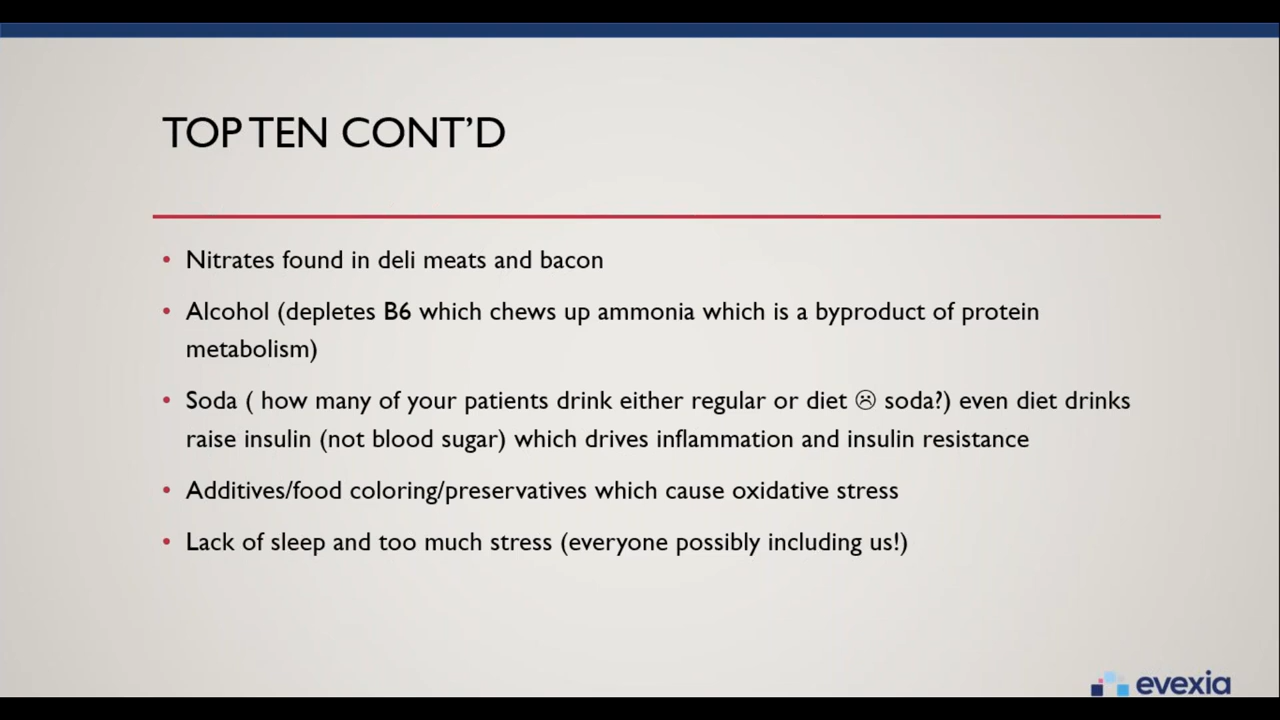 TOP TEN CONT’D
• Nitrates found in deli meats and bacon
• Alcohol (depletes B6 which chews up ammonia which is a byproduct of protein
metabolism)
• Soda ( how many of your patients drink either regular or diet ☹ soda?) even diet drinks
raise insulin (not blood sugar) which drives inflammation and insulin resistance
• Additives/food coloring/preservatives which cause oxidative stress
• Lack of sleep and too much stress (everyone possibly including us!)
evexia